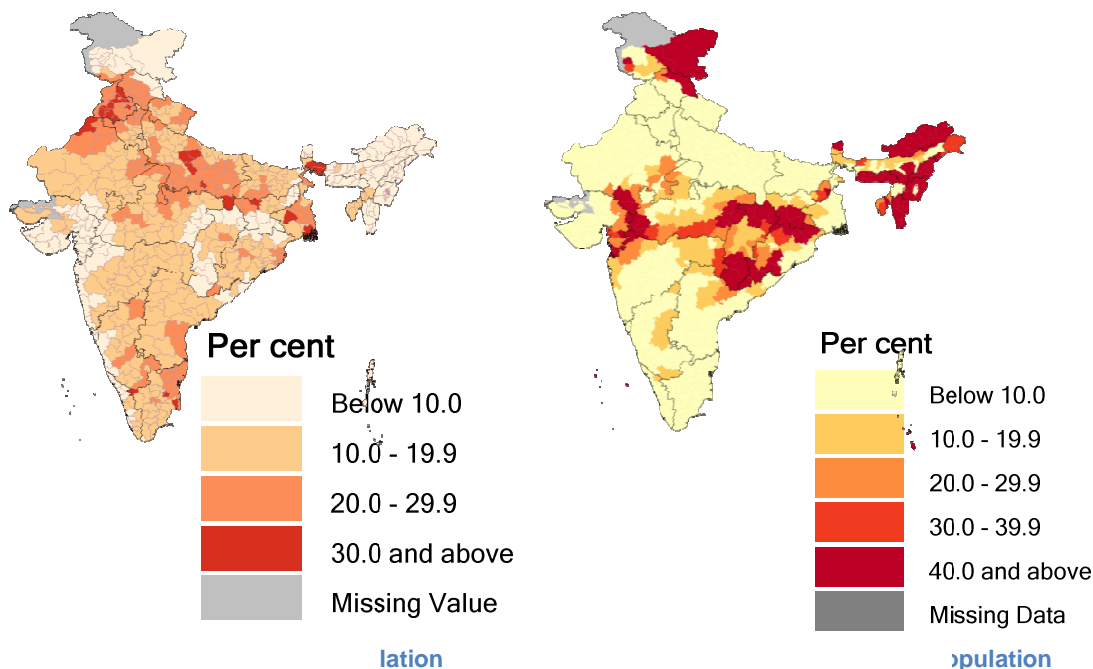 Per cent
Below 10.0
10.0 - 19.9
20.0 - 29.9
30.0 and above
Missing Value
lation
Per cent
Below 10.0
10.0 - 19.9
20.0 - 29.9
30.0 - 39.9
40.0 and above
Missing Data
opulation